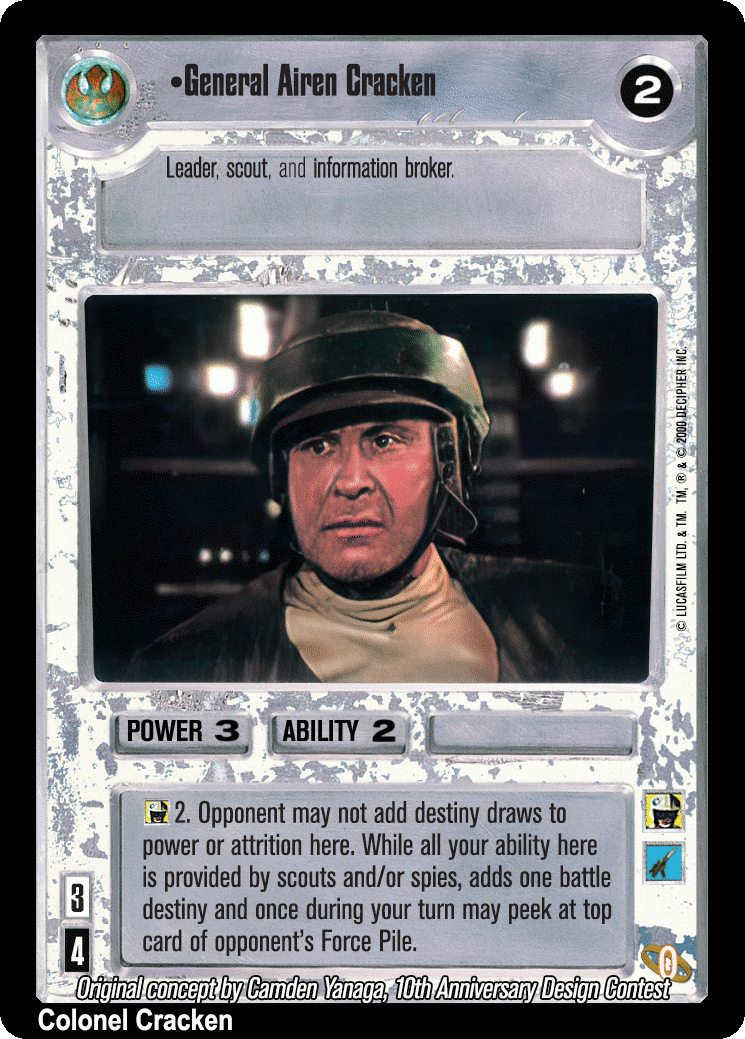 •General Airen Cracken
2
Leader, scout, and information broker.
© LUCASFILM LTD. & TM. TM, ® & © 2000 DECIPHER INC.
POWER 3
ABILITY 2
2. Opponent may not add destiny draws to
power or attrition here. While all your ability here
is provided by scouts and/or spies, adds one battle
destiny and once during your turn may peek at top
card of opponent's Force Pile.
3
4
0
Original concept by Camden Yanaga, 10th Anniversary Design Contest
Colonel Cracken